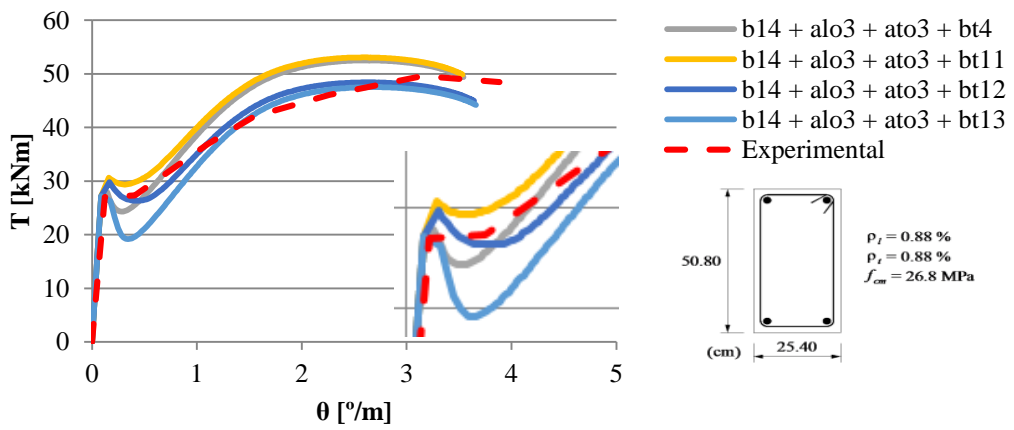 60
50
40
30
20
10
0
T [kNm]
0 1 2 3 4 5
θ [º/m]
b14 + alo3 + ato3 + bt4
b14 + alo3 + ato3 + bt11
b14 + alo3 + ato3 + bt12
b14 + alo3 + ato3 + bt13
Experimental
50.80
(cm) 25.40
ρl = 0.88 %
ρt = 0.88 %
fcm = 26.8 MPa